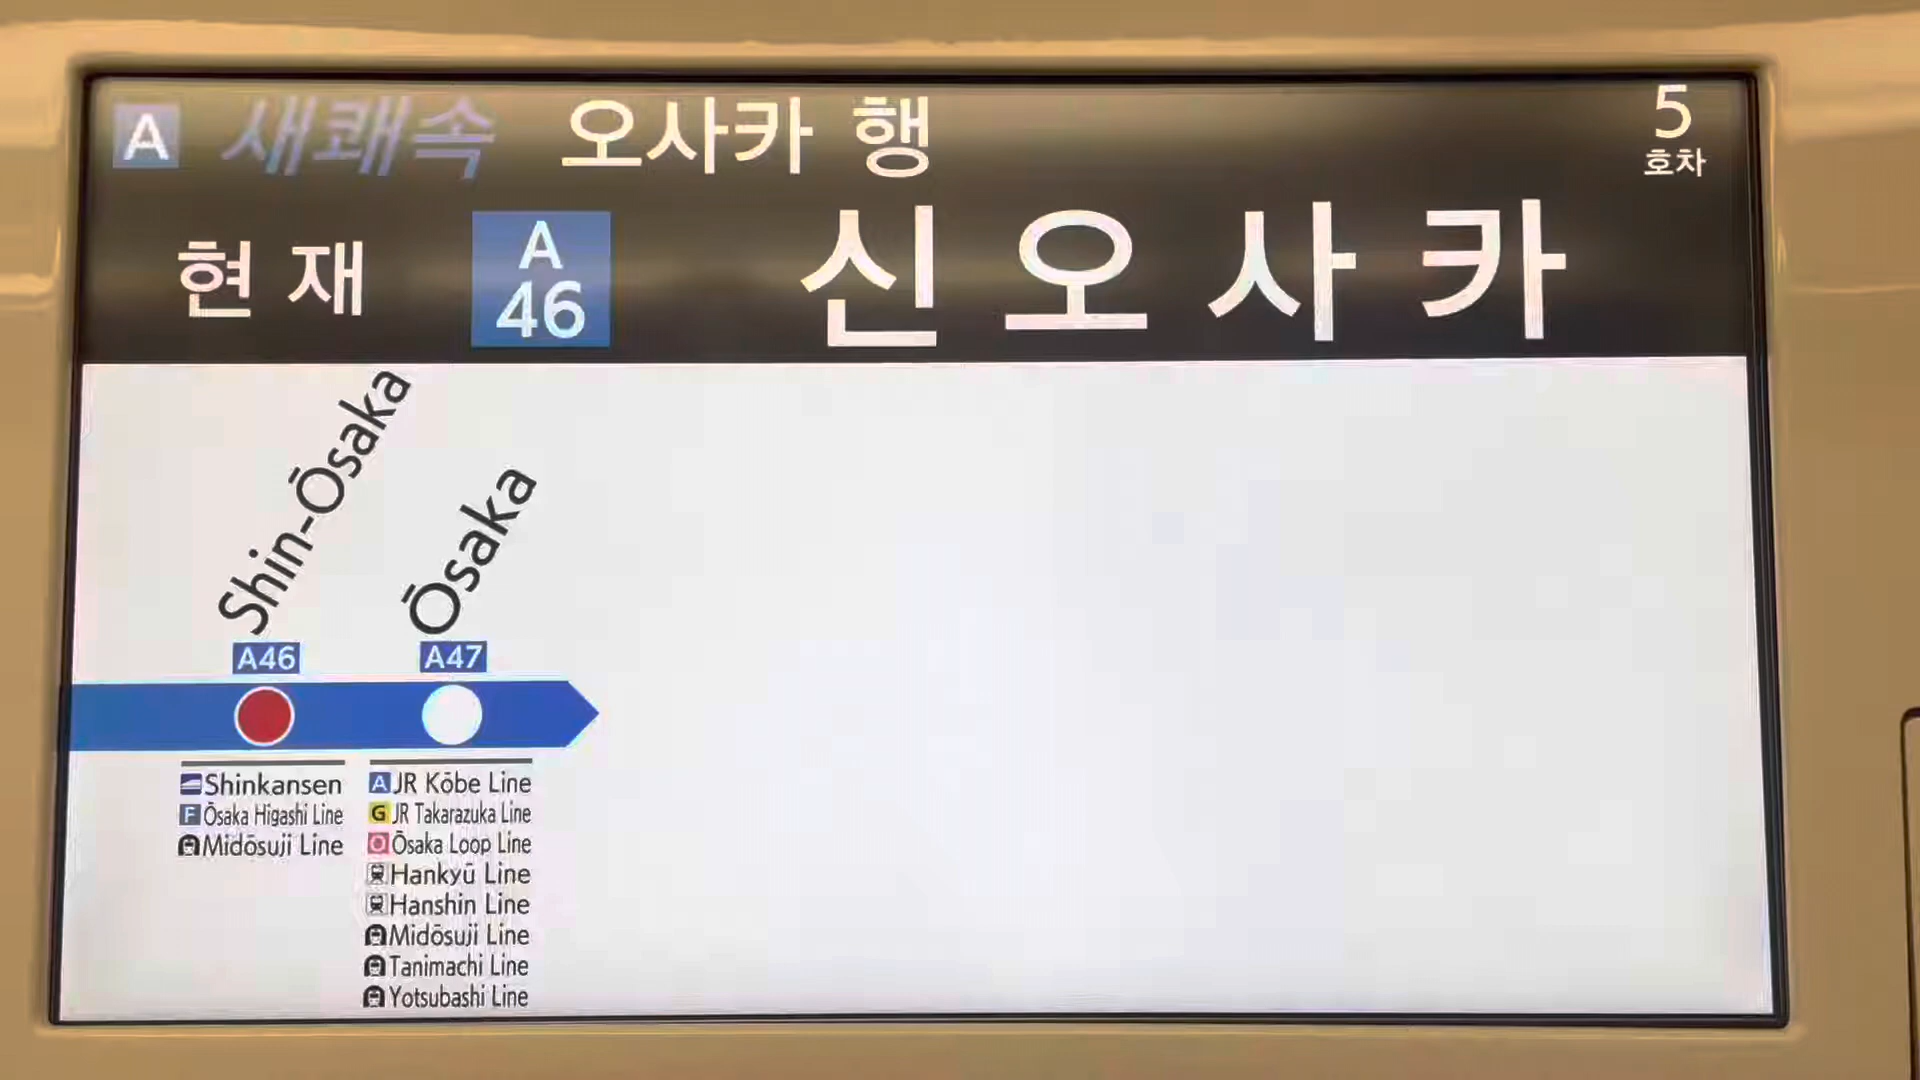 A 새쾌속 오사카 행
5
호차
현재 A 46 신오사카
Shin-Ōsaka
Ōsaka
A46
A47
Shinkansen
F Ōsaka Higashi Line
Midōsuji Line
A JR Kōbe Line
G JR Takarazuka Line
O Ōsaka Loop Line
Hankyū Line
Hanshin Line
Midōsuji Line
Tanimachi Line
Yotsubashi Line